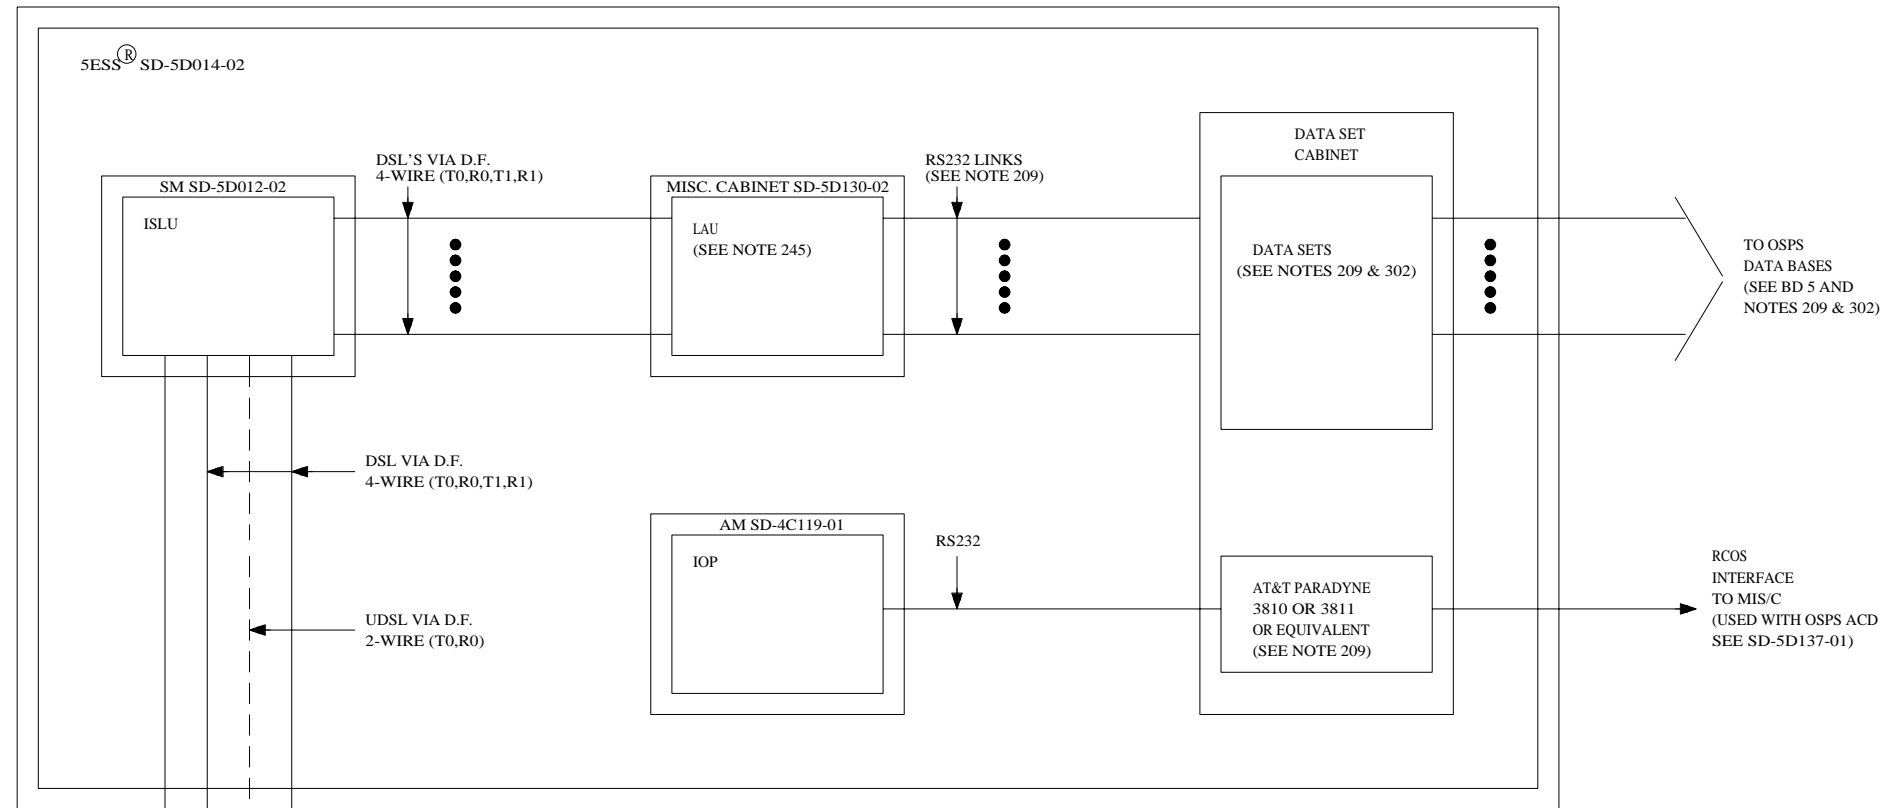 5ESS® SD-5D014-02
DATA SET
CABINET
DSL'S VIA D.F.
4-WIRE (T0,R0,T1,R1)
RS232 LINKS
(SEE NOTE 209)
SM SD-5D012-02
MISC. CABINET SD-5D130-02
ISLU
LAU
(SEE NOTE 245)
DATA SETS
(SEE NOTES 209 & 302)
TO OSPS
DATA BASES
(SEE BD 5 AND
NOTES 209 & 302)
DSL VIA D.F.
4-WIRE (T0,R0,T1,R1)
AM SD-4C119-01
IOP
RS232
AT&T PARADYNE
3810 OR 3811
OR EQUIVALENT
(SEE NOTE 209)
RCOS
INTERFACE
TO MIS/C
(USED WITH OSPS ACD
SEE SD-5D137-01)
UDSL VIA D.F.
2-WIRE (T0,R0)